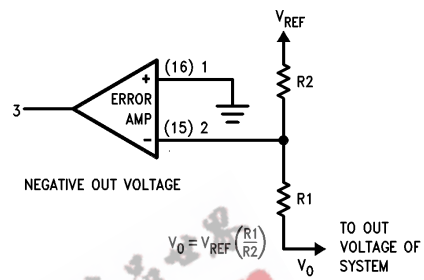 V_REF
(16) 1
+
R2
3
ERROR
AMP
(15) 2
−
NEGATIVE OUT VOLTAGE
R1
V_O = V_REF (R1/R2)
TO OUT
VOLTAGE OF
SYSTEM
V_O